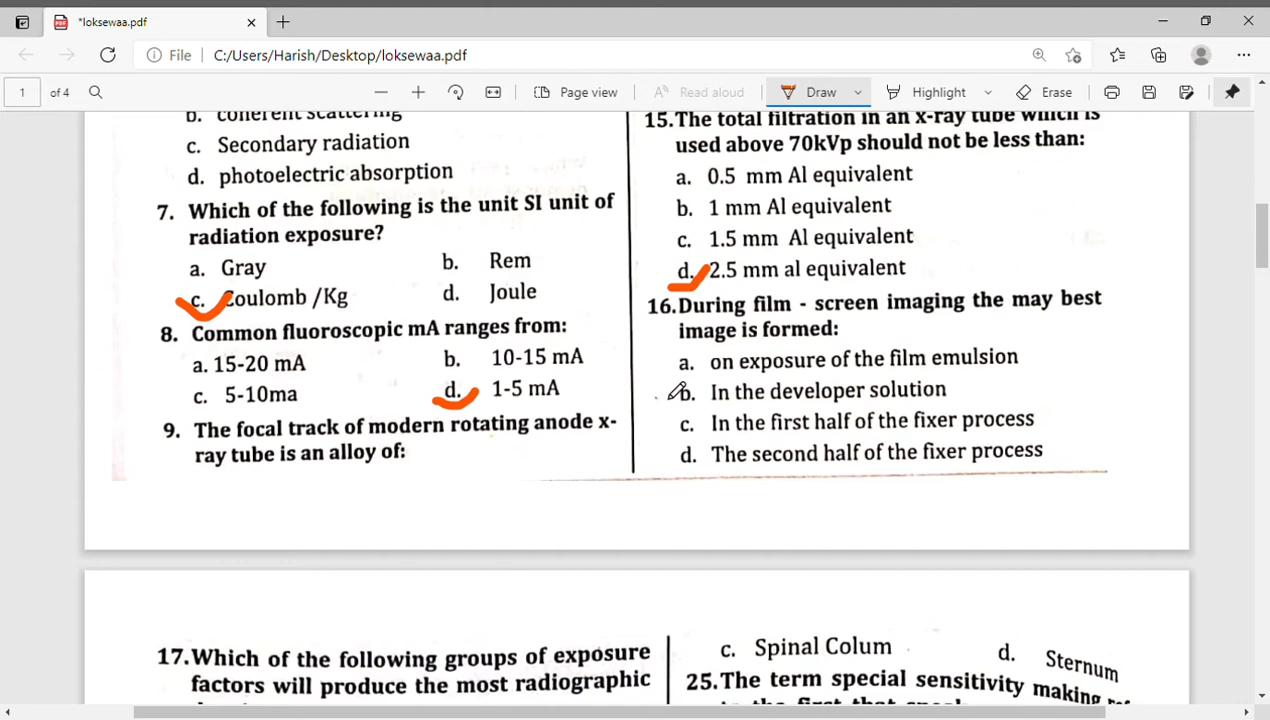 *loksewaa.pdf
File C:/Users/Harish/Desktop/loksewaa.pdf
1 of 4 Page view Read aloud Draw Highlight Erase
b. coherent scattering
c. Secondary radiation
d. photoelectric absorption
7. Which of the following is the unit SI unit of
radiation exposure?
a. Gray b. Rem
c. Coulomb /Kg d. Joule
8. Common fluoroscopic mA ranges from:
a. 15-20 mA b. 10-15 mA
c. 5-10ma d. 1-5 mA
9. The focal track of modern rotating anode x-
ray tube is an alloy of:
15.The total filtration in an x-ray tube which is
used above 70kVp should not be less than:
a. 0.5 mm Al equivalent
b. 1 mm Al equivalent
c. 1.5 mm Al equivalent
d. 2.5 mm al equivalent
16.During film - screen imaging the may best
image is formed:
a. on exposure of the film emulsion
b. In the developer solution
c. In the first half of the fixer process
d. The second half of the fixer process
17.Which of the following groups of exposure
factors will produce the most radiographic
c. Spinal Colum d. Sternum
25.The term special sensitivity making